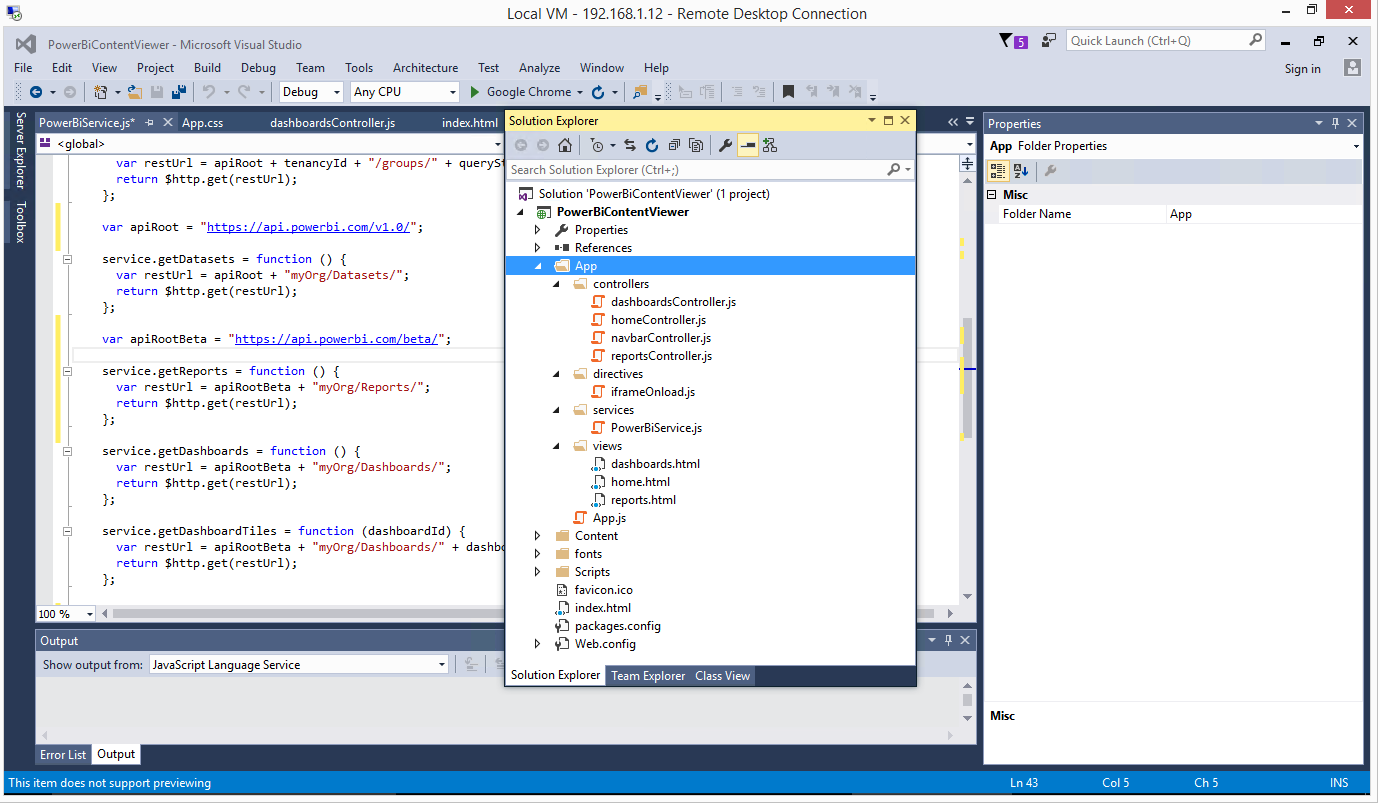 Local VM - 192.168.1.12 - Remote Desktop Connection
PowerBiContentViewer - Microsoft Visual Studio
5
Quick Launch (Ctrl+Q)
File Edit View Project Build Debug Team Tools Architecture Test Analyze Window Help
Sign in
Debug Any CPU Google Chrome
Server Explorer
Toolbox
PowerBiService.js* App.css dashboardsController.js index.html
<global>
var restUrl = apiRoot + tenancyId + "/groups/" + querySt
return $http.get(restUrl);
};
var apiRoot = "https://api.powerbi.com/v1.0/";
service.getDatasets = function () {
var restUrl = apiRoot + "myOrg/Datasets/";
return $http.get(restUrl);
};
var apiRootBeta = "https://api.powerbi.com/beta/";
service.getReports = function () {
var restUrl = apiRootBeta + "myOrg/Reports/";
return $http.get(restUrl);
};
service.getDashboards = function () {
var restUrl = apiRootBeta + "myOrg/Dashboards/";
return $http.get(restUrl);
};
service.getDashboardTiles = function (dashboardId) {
var restUrl = apiRootBeta + "myOrg/Dashboards/" + dashbo
return $http.get(restUrl);
};
100 %
Output
Show output from: JavaScript Language Service
Error List Output
Solution Explorer
Search Solution Explorer (Ctrl+;)
Solution 'PowerBiContentViewer' (1 project)
PowerBiContentViewer
Properties
References
App
controllers
dashboardsController.js
homeController.js
navbarController.js
reportsController.js
directives
iframeOnload.js
services
PowerBiService.js
views
dashboards.html
home.html
reports.html
App.js
Content
fonts
Scripts
favicon.ico
index.html
packages.config
Web.config
Solution Explorer Team Explorer Class View
Properties
App Folder Properties
Misc
Folder Name App
Misc
This item does not support previewing
Ln 43 Col 5 Ch 5 INS